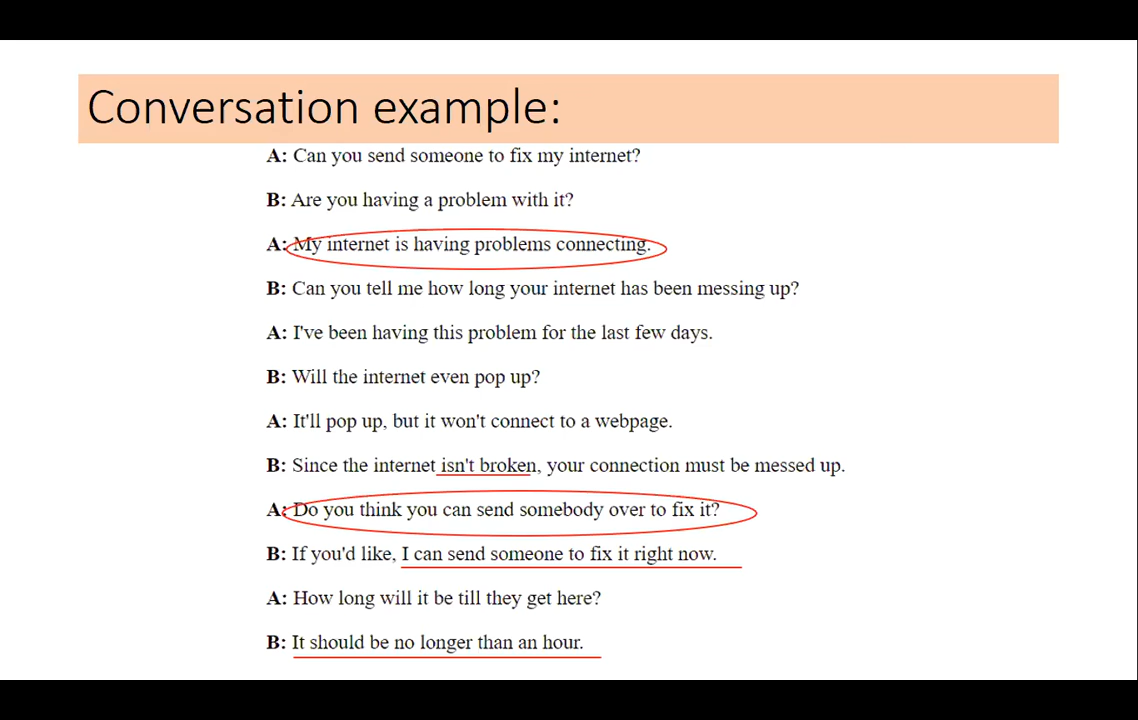 Conversation example:
A: Can you send someone to fix my internet?
B: Are you having a problem with it?
A: My internet is having problems connecting.
B: Can you tell me how long your internet has been messing up?
A: I've been having this problem for the last few days.
B: Will the internet even pop up?
A: It'll pop up, but it won't connect to a webpage.
B: Since the internet isn't broken, your connection must be messed up.
A: Do you think you can send somebody over to fix it?
B: If you'd like, I can send someone to fix it right now.
A: How long will it be till they get here?
B: It should be no longer than an hour.